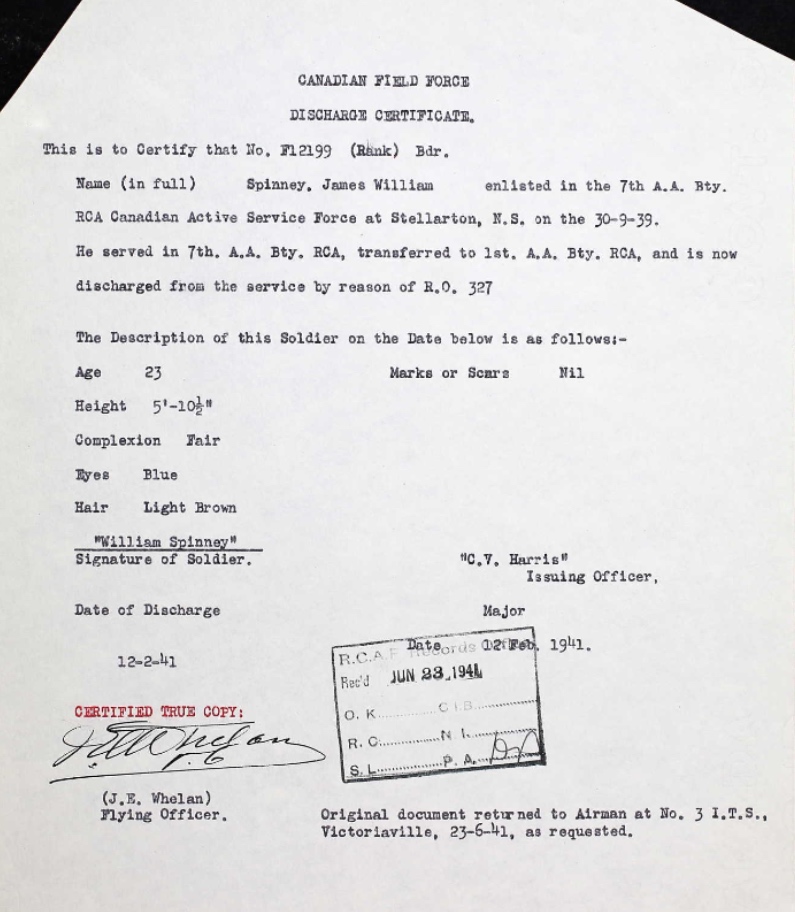 CANADIAN FIELD FORCE
DISCHARGE CERTIFICATE.
This is to Certify that No. F12199 (Rank) Bdr.
Name (in full) Spinney, James William enlisted in the 7th A.A. Bty.
RCA Canadian Active Service Force at Stellarton, N.S. on the 30-9-39.
He served in 7th. A.A. Bty. RCA, transferred to 1st. A.A. Bty. RCA, and is now
discharged from the service by reason of R.O. 327
The Description of this Soldier on the Date below is as follows:-
Age 23 Marks or Scars Nil
Height 5'-10½"
Complexion Fair
Eyes Blue
Hair Light Brown
"William Spinney"
Signature of Soldier.
"C.V. Harris"
Issuing Officer,
Date of Discharge Major
Date 12 Feb. 1941.
12-2-41
R.C.A.F. Records Office
Rec'd JUN 23 1941
O. K. C I B
R. C. N I.
S. L. P. A.
CERTIFIED TRUE COPY:
J E Whelan
F.O
(J.E. Whelan)
Flying Officer.
Original document returned to Airman at No. 3 I.T.S.,
Victoriaville, 23-6-41, as requested.